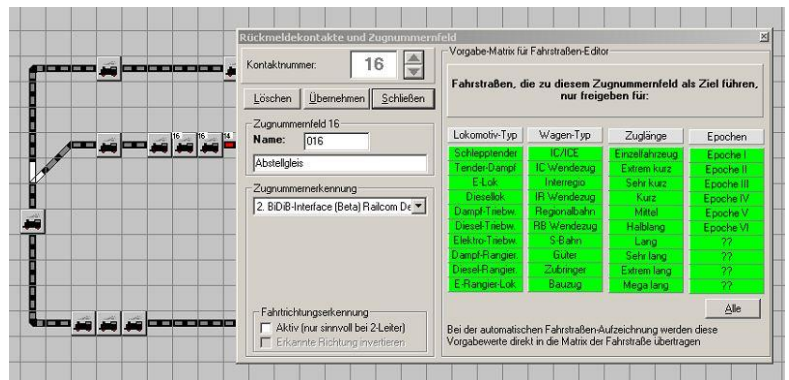 Rückmeldekontakte und Zugnummernfeld
Kontaktnummer: 16
Löschen Übernehmen Schließen
Zugnummernfeld 16
Name: 016
Abstellgleis
Zugnummernerkennung
2. BiDiB-Interface (Beta) Railcom De
Fahrtrichtungserkennung
Aktiv (nur sinnvoll bei 2-Leiter)
Erkannte Richtung invertieren
Vorgabe-Matrix für Fahrstraßen-Editor
Fahrstraßen, die zu diesem Zugnummernfeld als Ziel führen,
nur freigeben für:
Lokomotiv-Typ Wagen-Typ Zuglänge Epochen
Schlepptender IC/ICE Einzelfahrzeug Epoche I
Tender-Dampf IC Wendezug Extrem kurz Epoche II
E-Lok Interregio Sehr kurz Epoche III
Diesellok IR Wendezug Kurz Epoche IV
Dampf-Triebw. Regionalbahn Mittel Epoche V
Diesel-Triebw. RB Wendezug Halblang Epoche VI
Elektro-Triebw. S-Bahn Lang ??
Dampf-Rangier. Güter Sehr lang ??
Diesel-Rangier. Zubringer Extrem lang ??
E-Rangier-Lok Bauzug Mega lang ??
Alle
Bei der automatischen Fahrstraßen-Aufzeichnung werden diese
Vorgabewerte direkt in die Matrix der Fahrstraße übertragen
16 16 14